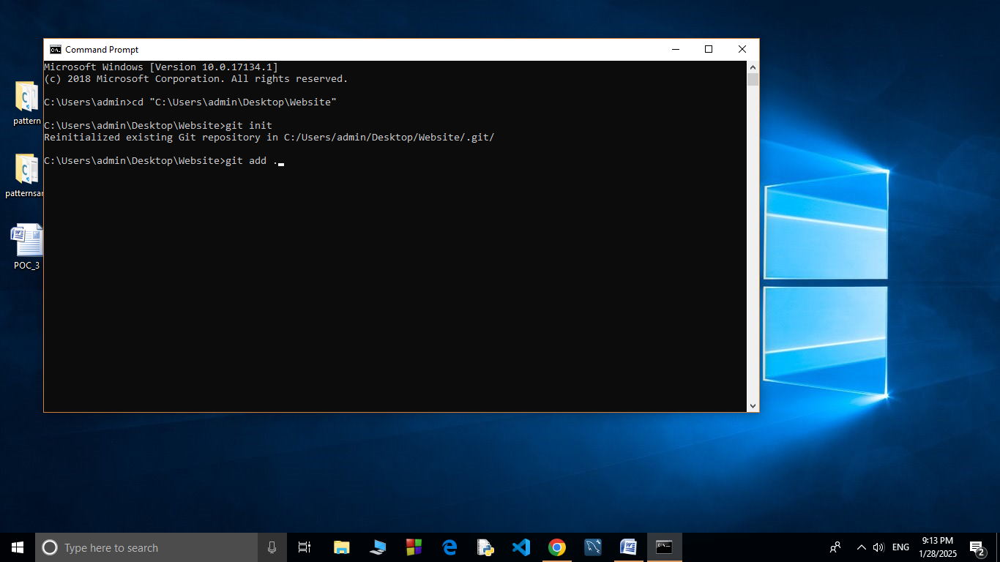 Command Prompt
Microsoft Windows [Version 10.0.17134.1]
(c) 2018 Microsoft Corporation. All rights reserved.
C:\Users\admin>cd "C:\Users\admin\Desktop\Website"
C:\Users\admin\Desktop\Website>git init
Reinitialized existing Git repository in C:/Users/admin/Desktop/Website/.git/
C:\Users\admin\Desktop\Website>git add .
pattern
POC_3
Type here to search
ENG
9:13 PM
1/28/2025
2